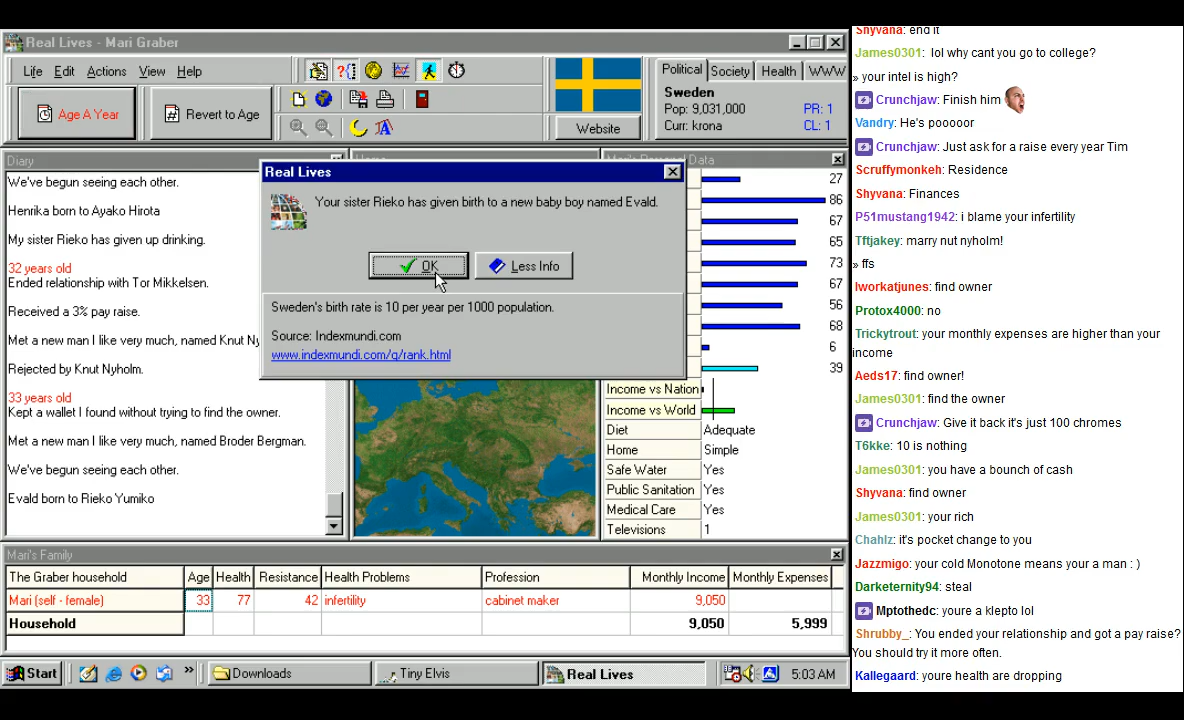 Real Lives - Mari Graber
Life Edit Actions View Help
Age A Year
Revert to Age
Website
Political Society Health WWW
Sweden
Pop: 9,031,000 PR: 1
Curr: krona CL: 1
Diary
We've begun seeing each other.
Henrika born to Ayako Hirota
My sister Rieko has given up drinking.
32 years old
Ended relationship with Tor Mikkelsen.
Received a 3% pay raise.
Met a new man I like very much, named Knut Ny
Rejected by Knut Nyholm.
33 years old
Kept a wallet I found without trying to find the owner.
Met a new man I like very much, named Broder Bergman.
We've begun seeing each other.
Evald born to Rieko Yumiko
Real Lives
Your sister Rieko has given birth to a new baby boy named Evald.
OK
Less Info
Sweden's birth rate is 10 per year per 1000 population.
Source: Indexmundi.com
www.indexmundi.com/g/rank.html
27
86
67
65
73
67
56
68
6
39
Income vs Nation
Income vs World
Diet Adequate
Home Simple
Safe Water Yes
Public Sanitation Yes
Medical Care Yes
Televisions 1
Mari's Family
The Graber household Age Health Resistance Health Problems Profession Monthly Income Monthly Expenses
Mari (self - female) 33 77 42 infertility cabinet maker 9,050
Household 9,050 5,999
Start
Downloads
Tiny Elvis
Real Lives
5:03 AM
Shyvana: end it
James0301: lol why cant you go to college?
» your intel is high?
Crunchjaw: Finish him
Vandry: He's pooooor
Crunchjaw: Just ask for a raise every year Tim
Scruffymonkeh: Residence
Shyvana: Finances
P51mustang1942: i blame your infertility
Tftjakey: marry nut nyholm!
» ffs
Iworkatjunes: find owner
Protox4000: no
Trickytrout: your monthly expenses are higher than your
income
Aeds17: find owner!
James0301: find the owner
Crunchjaw: Give it back it's just 100 chromes
T6kke: 10 is nothing
James0301: you have a bounch of cash
Shyvana: find owner
James0301: your rich
Chahlz: it's pocket change to you
Jazzmigo: your cold Monotone means your a man : )
Darketernity94: steal
Mptothedc: youre a klepto lol
Shrubby_: You ended your relationship and got a pay raise?
You should try it more often.
Kallegaard: youre health are dropping